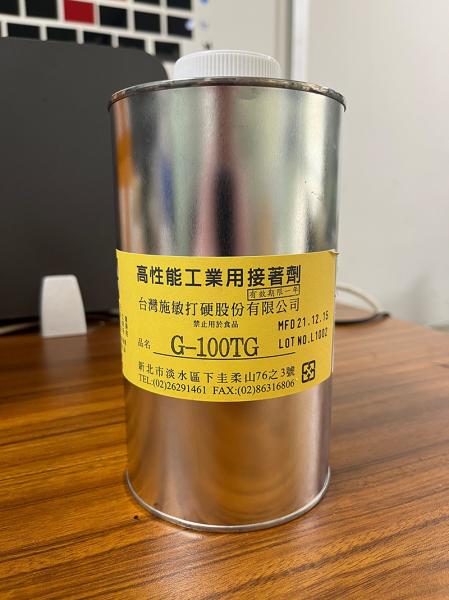 高性能工業用接著劑
有效期限一年
台灣施敏打硬股份有限公司
禁止用於食品
MFD 21.12.15
品名 G-100TG
LOT NO.L1002
新北市淡水區下圭柔山76之3號
TEL:(02)26291461 FAX:(02)86316806